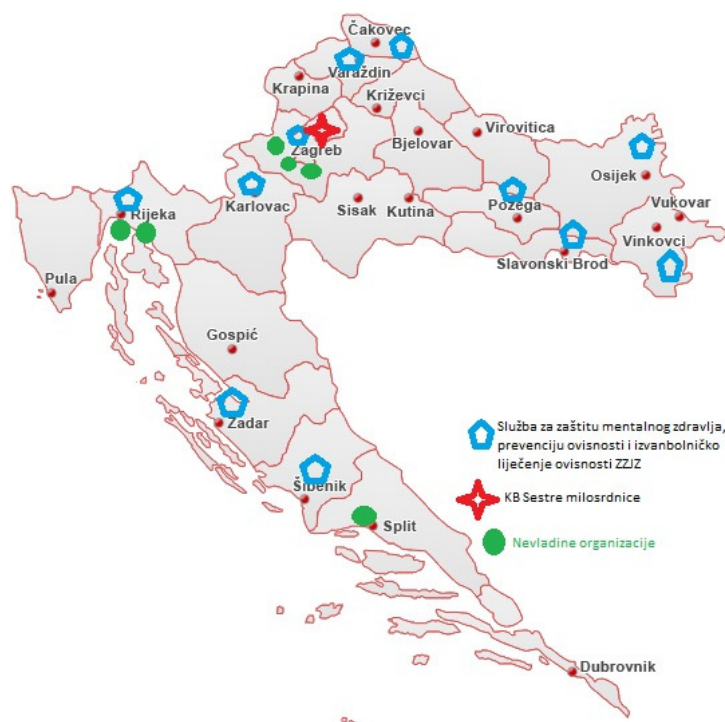 Čakovec
Varaždin
Krapina
Križevci
Zagreb
Bjelovar
Virovitica
Osijek
Vukovar
Vinkovci
Požega
Slavonski Brod
Karlovac
Sisak
Kutina
Rijeka
Pula
Gospić
Zadar
Šibenik
Split
Dubrovnik
Služba za zaštitu mentalnog zdravlja,
prevenciju ovisnosti i izvanbolničko
liječenje ovisnosti ZZJZ
KB Sestre milosrdnice
Nevladine organizacije